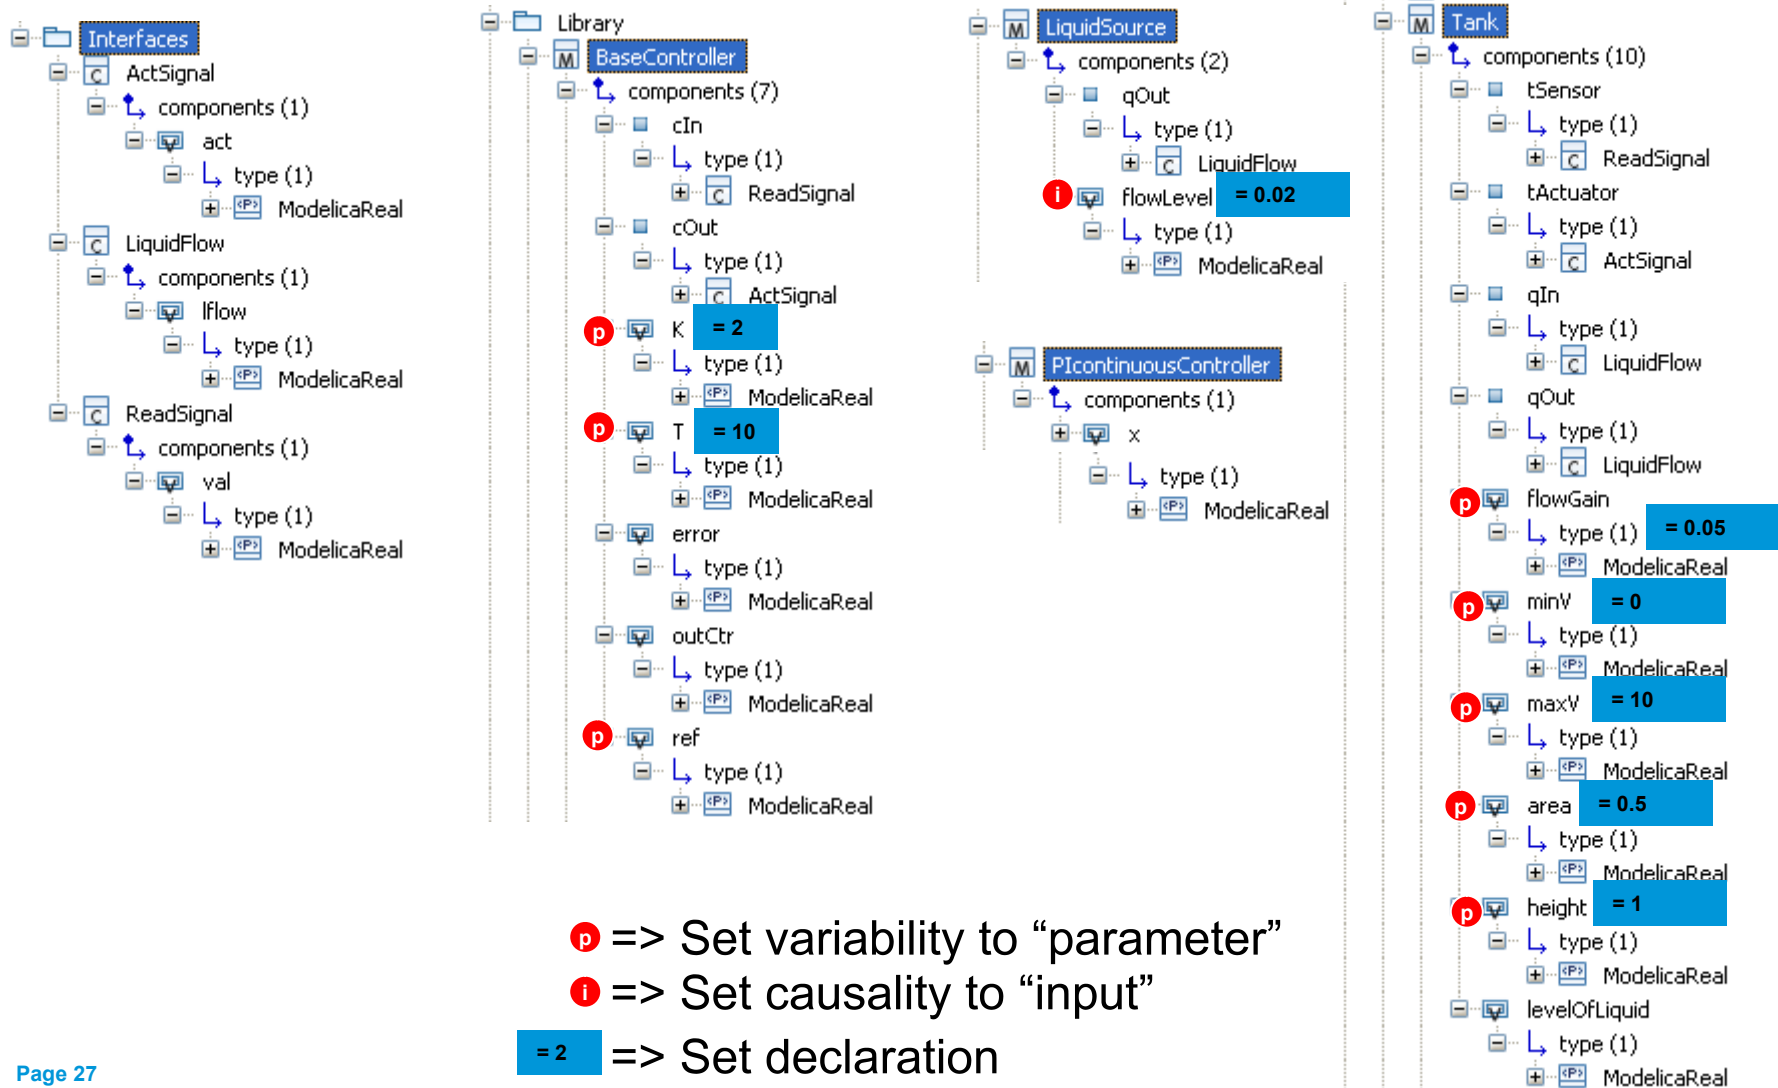 Interfaces
C ActSignal
components (1)
act
type (1)
<P> ModelicaReal
C LiquidFlow
components (1)
lflow
type (1)
<P> ModelicaReal
C ReadSignal
components (1)
val
type (1)
<P> ModelicaReal
Library
M BaseController
components (7)
cIn
type (1)
C ReadSignal
cOut
type (1)
C ActSignal
p K = 2
type (1)
<P> ModelicaReal
p T = 10
type (1)
<P> ModelicaReal
error
type (1)
<P> ModelicaReal
outCtr
type (1)
<P> ModelicaReal
p ref
type (1)
<P> ModelicaReal
M LiquidSource
components (2)
qOut
type (1)
C LiquidFlow
i flowLevel = 0.02
type (1)
<P> ModelicaReal
M PIcontinuousController
components (1)
x
type (1)
<P> ModelicaReal
M Tank
components (10)
tSensor
type (1)
C ReadSignal
tActuator
type (1)
C ActSignal
qIn
type (1)
C LiquidFlow
qOut
type (1)
C LiquidFlow
p flowGain
type (1) = 0.05
<P> ModelicaReal
p minV = 0
type (1)
<P> ModelicaReal
p maxV = 10
type (1)
<P> ModelicaReal
p area = 0.5
type (1)
<P> ModelicaReal
p height = 1
type (1)
<P> ModelicaReal
levelOfLiquid
type (1)
<P> ModelicaReal
p => Set variability to “parameter”
i => Set causality to “input”
= 2 => Set declaration
Page 27